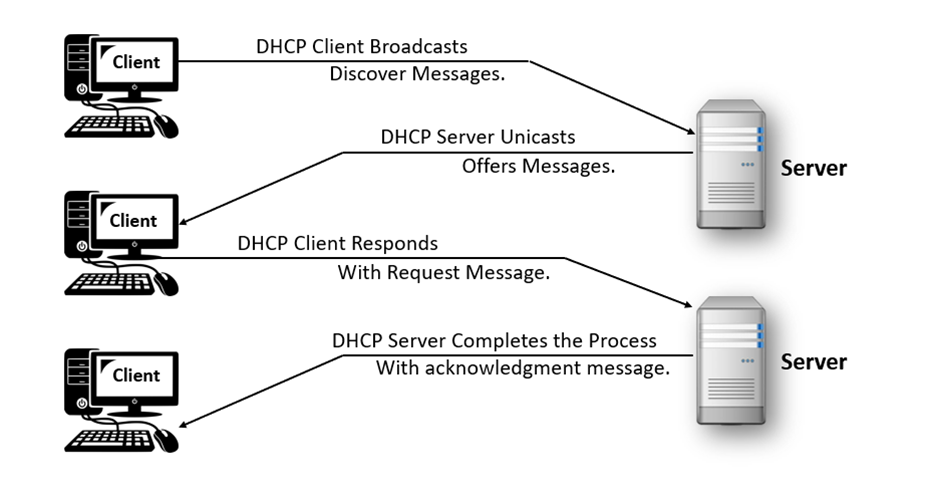 Client
DHCP Client Broadcasts
Discover Messages.
DHCP Server Unicasts
Offers Messages.
Server
Client
DHCP Client Responds
With Request Message.
DHCP Server Completes the Process
With acknowledgment message.
Server
Client